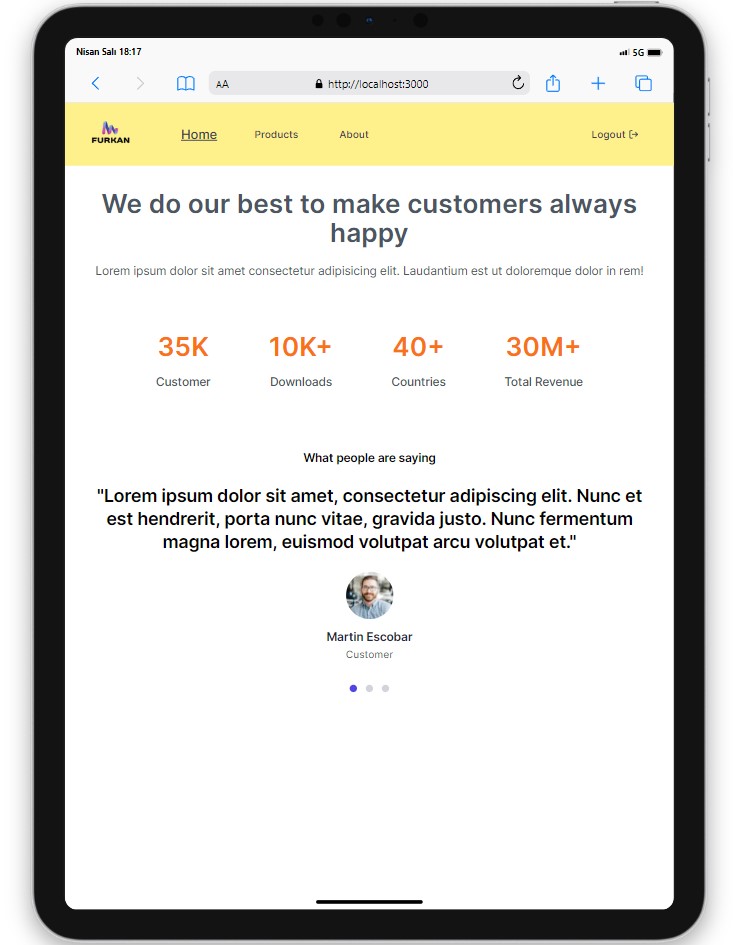 Nisan Salı 18:17
5G
AA
http://localhost:3000
FURKAN
Home
Products
About
Logout
We do our best to make customers always
happy
Lorem ipsum dolor sit amet consectetur adipisicing elit. Laudantium est ut doloremque dolor in rem!
35K
10K+
40+
30M+
Customer
Downloads
Countries
Total Revenue
What people are saying
"Lorem ipsum dolor sit amet, consectetur adipiscing elit. Nunc et
est hendrerit, porta nunc vitae, gravida justo. Nunc fermentum
magna lorem, euismod volutpat arcu volutpat et."
Martin Escobar
Customer